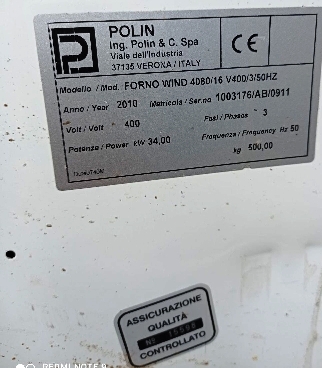 POLIN
Ing. Polin & C. Spa
Viale dell'Industria
37135 VERONA / ITALY
CE
Modello / Mod. FORNO WIND 4080/16 V400/3/50HZ
Anno / Year 2010 Matricola / Ser.no 1003176/AB/0911
Volt / Volt 400 Fasi / Phases 3
Potenza / Power kW 34,00 Frequenza / Frequency Hz 50
kg 500,00
ASSICURAZIONE
QUALITÀ
CONTROLLATO
REDMI NOTE 9